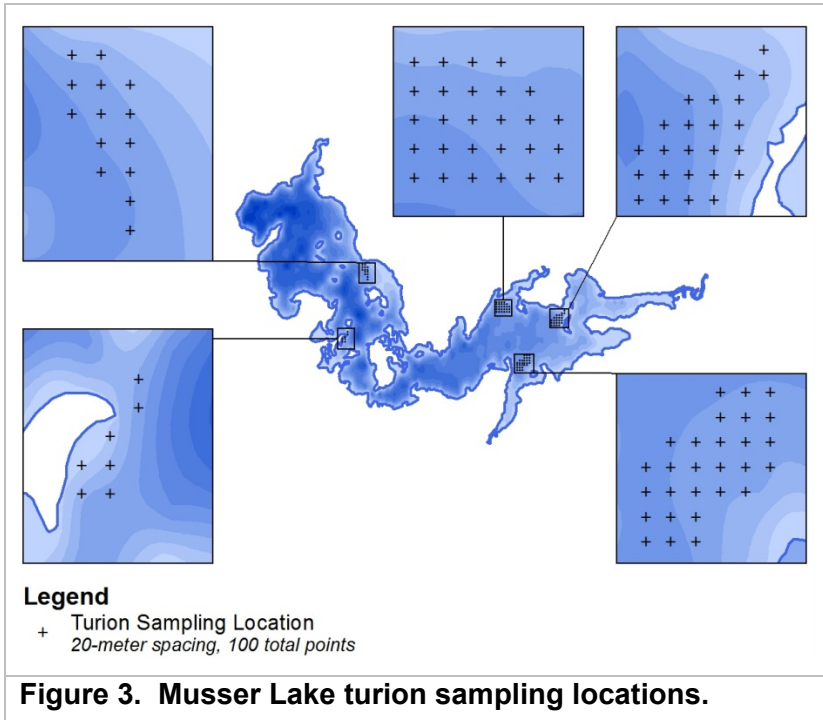 Legend
+ Turion Sampling Location
20-meter spacing, 100 total points
Figure 3. Musser Lake turion sampling locations.